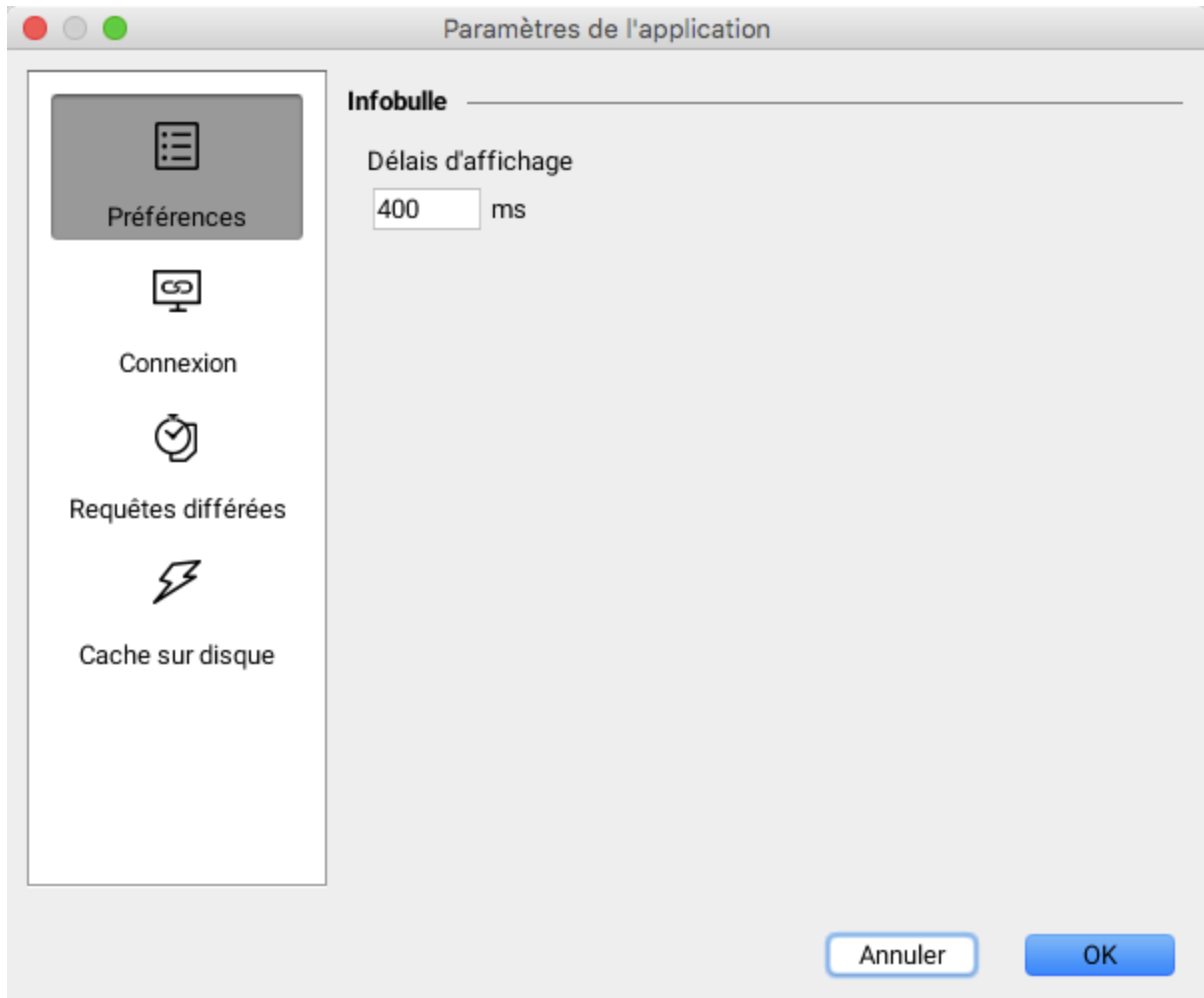 Paramètres de l'application
Préférences
Connexion
Requêtes différées
Cache sur disque
Infobulle
Délais d'affichage
400 ms
Annuler OK